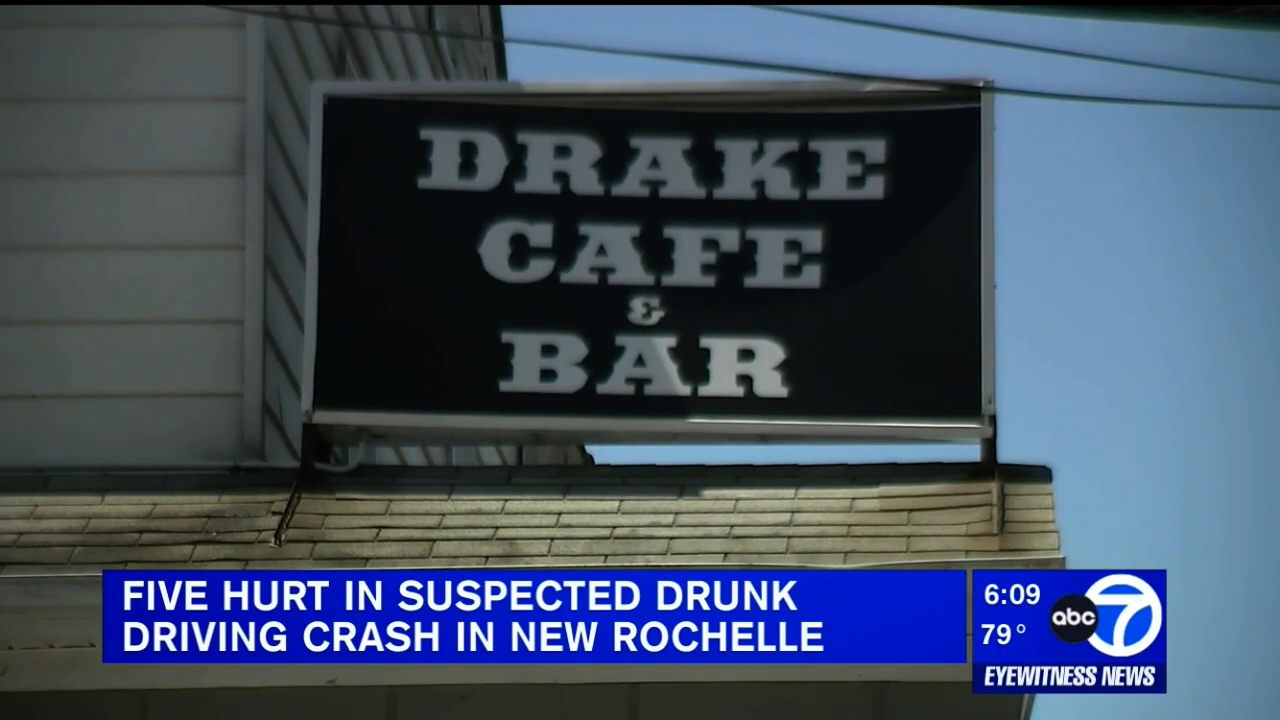 DRAKE
CAFE
&
BAR
FIVE HURT IN SUSPECTED DRUNK
DRIVING CRASH IN NEW ROCHELLE
6:09
79°
abc 7
EYEWITNESS NEWS